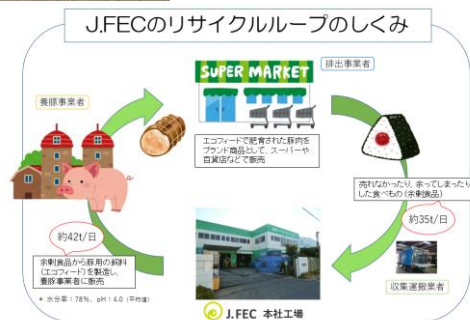 J.FECのリサイクルループのしくみ
排出事業者
SUPER MARKET
養豚事業者
エコフィードで肥育された豚肉を
ブランド商品として、スーパーや
百貨店などで販売
売れなかったり、余ってしまったり
した食べもの（余剰食品）
約35t/日
約42t/日
余剰食品から豚用の飼料
（エコフィード）を製造し、
養豚事業者に販売
収集運搬業者
* 水分率：78%、pH：4.0（平均値）
J.FEC 本社工場